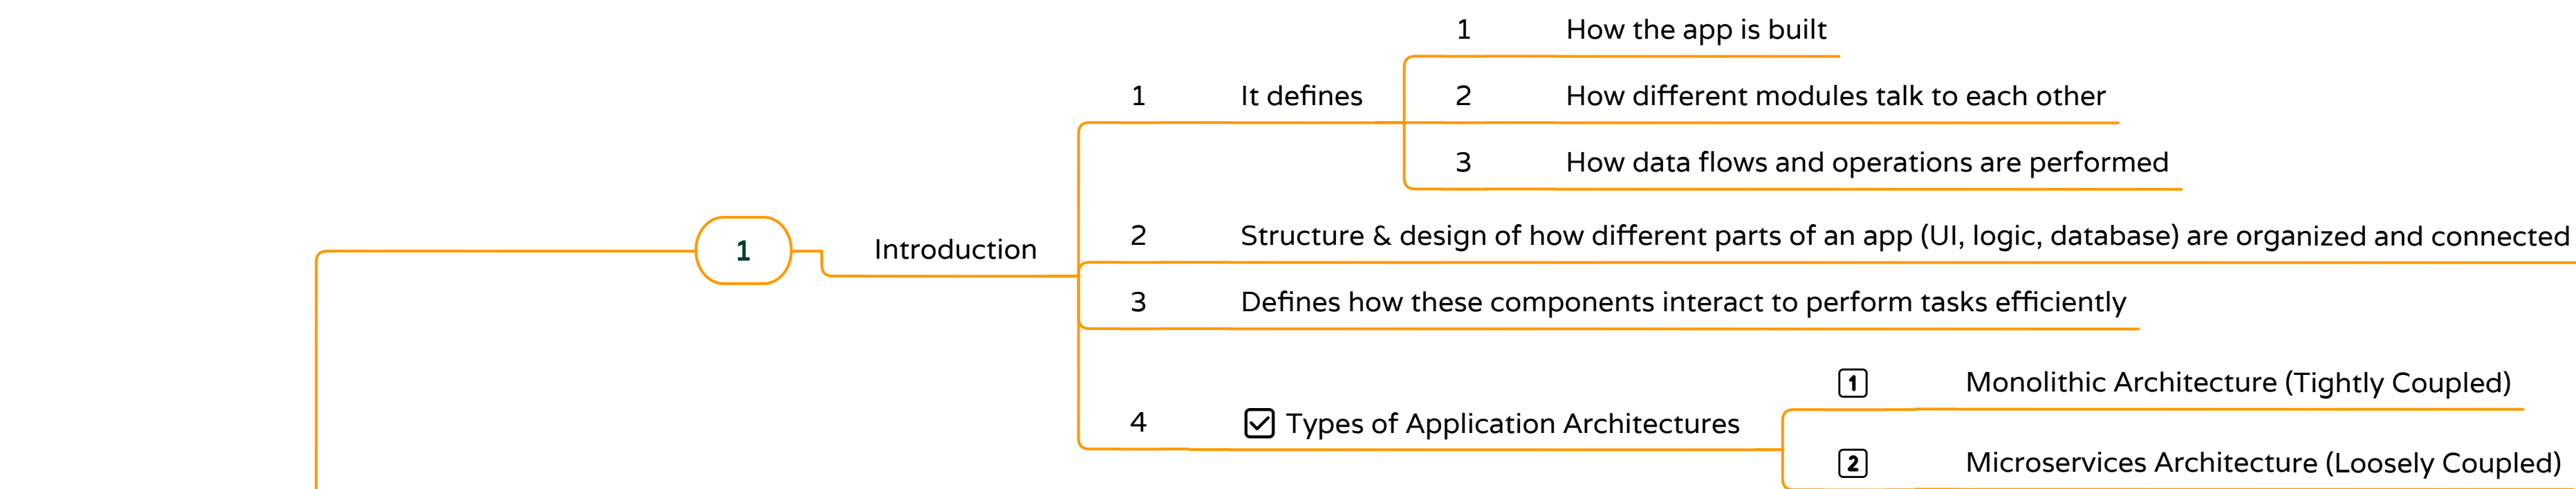 1 How the app is built
1 It defines
2 How different modules talk to each other
3 How data flows and operations are performed
1
Introduction
2 Structure & design of how different parts of an app (UI, logic, database) are organized and connected
3 Defines how these components interact to perform tasks efficiently
4 ☑ Types of Application Architectures
1 Monolithic Architecture (Tightly Coupled)
2 Microservices Architecture (Loosely Coupled)